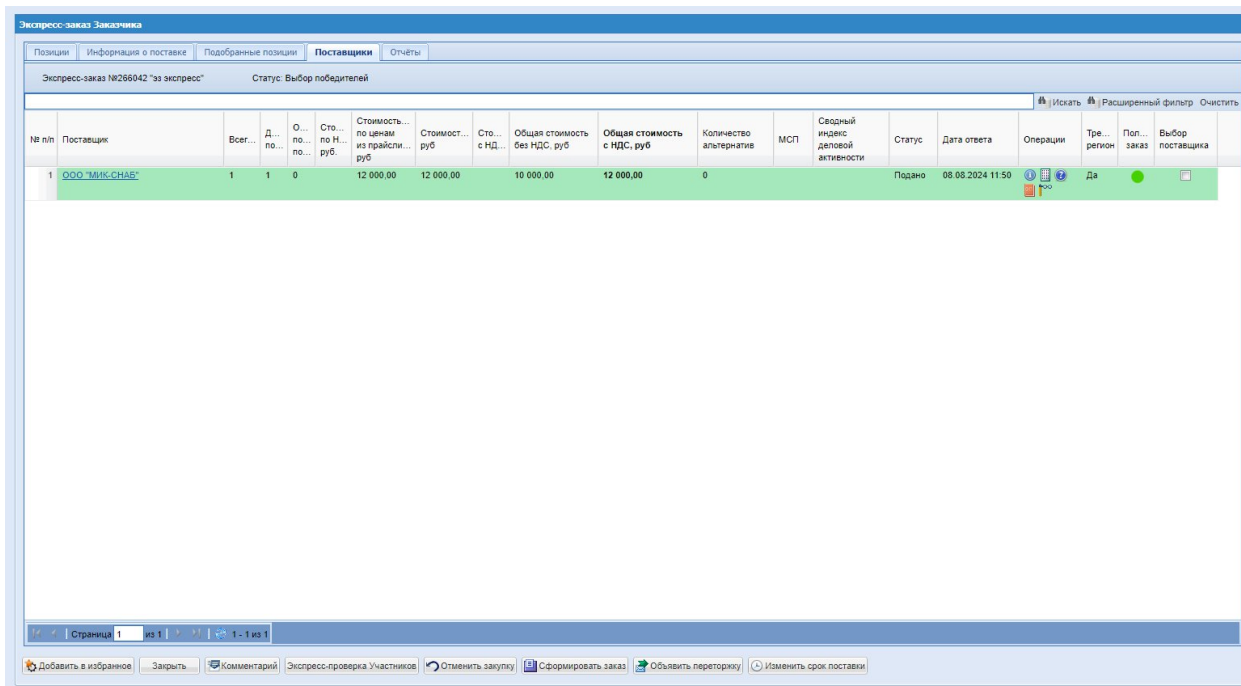 Экспресс-заказ Заказчика
Позиции Информация о поставке Подобранные позиции Поставщики Отчёты
Экспресс-заказ №266042 "ээ экспресс" Статус: Выбор победителей
Искать Расширенный фильтр Очистить
№ п/п Поставщик Всег... Д... по... О... по... по... Сто... по Н... руб. Стоимость... по ценам из прайсли... руб Стоимост... руб Сто... с НД... Общая стоимость без НДС, руб Общая стоимость с НДС, руб Количество альтернатив МСП Сводный индекс деловой активности Статус Дата ответа Операции Тре... регион Пол... заказ Выбор поставщика
1 ООО "МИК-СНАБ" 1 1 0 12 000,00 12 000,00 10 000,00 12 000,00 0 Подано 08.08.2024 11:50 Да
Страница 1 из 1 1 - 1 из 1
Добавить в избранное Закрыть Комментарий Экспресс-проверка Участников Отменить закупку Сформировать заказ Объявить переторжку Изменить срок поставки